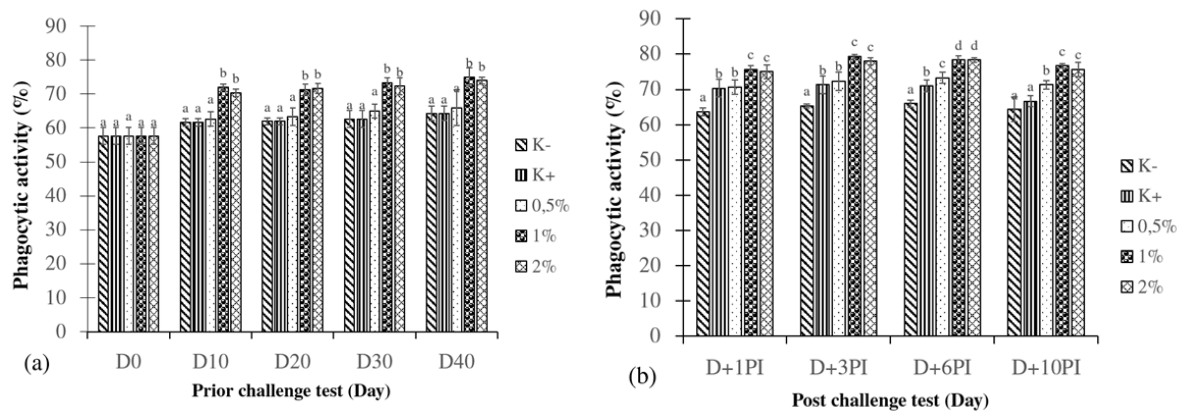 90
80
70
60
50
40
30
20
10
0
Phagocytic activity (%)
a a a a a
a a a b b
a a a b b
a a a b b
a a a b b
D0 D10 D20 D30 D40
Prior challenge test (Day)
K-
K+
0,5%
1%
2%
(a)
90
80
70
60
50
40
30
20
10
0
Phagocytic activity (%)
a b b c c
a b b c c
a b c d d
a a b c c
D+1PI D+3PI D+6PI D+10PI
Post challenge test (Day)
K-
K+
0,5%
1%
2%
(b)